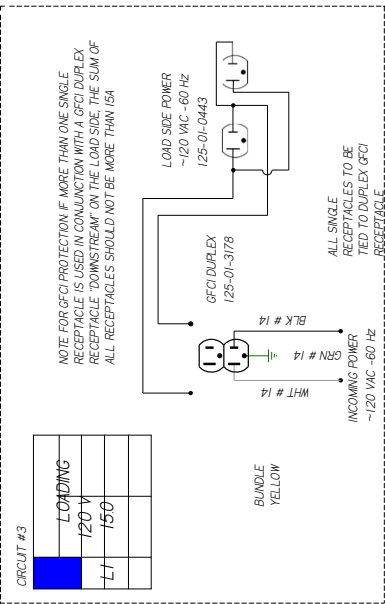 CIRCUIT #3
LOADING
120 V
L1 15.0
NOTE FOR GFCI PROTECTION: IF MORE THAN ONE SINGLE
RECEPTACLE IS USED IN CONJUNCTION WITH A GFCI DUPLEX
RECEPTACLE "DOWNSTREAM" ON THE LOAD SIDE, THE SUM OF
ALL RECEPTACLES SHOULD NOT BE MORE THAN 15A
LOAD SIDE POWER
~120 VAC -60 Hz
125-01-0443
GFCI DUPLEX
125-01-3178
BUNDLE
YELLOW
WHT # 14
GRN # 14
BLK # 14
INCOMING POWER
~120 VAC -60 Hz
ALL SINGLE
RECEPTACLES TO BE
TIED TO DUPLEX GFCI
RECEPTACLE